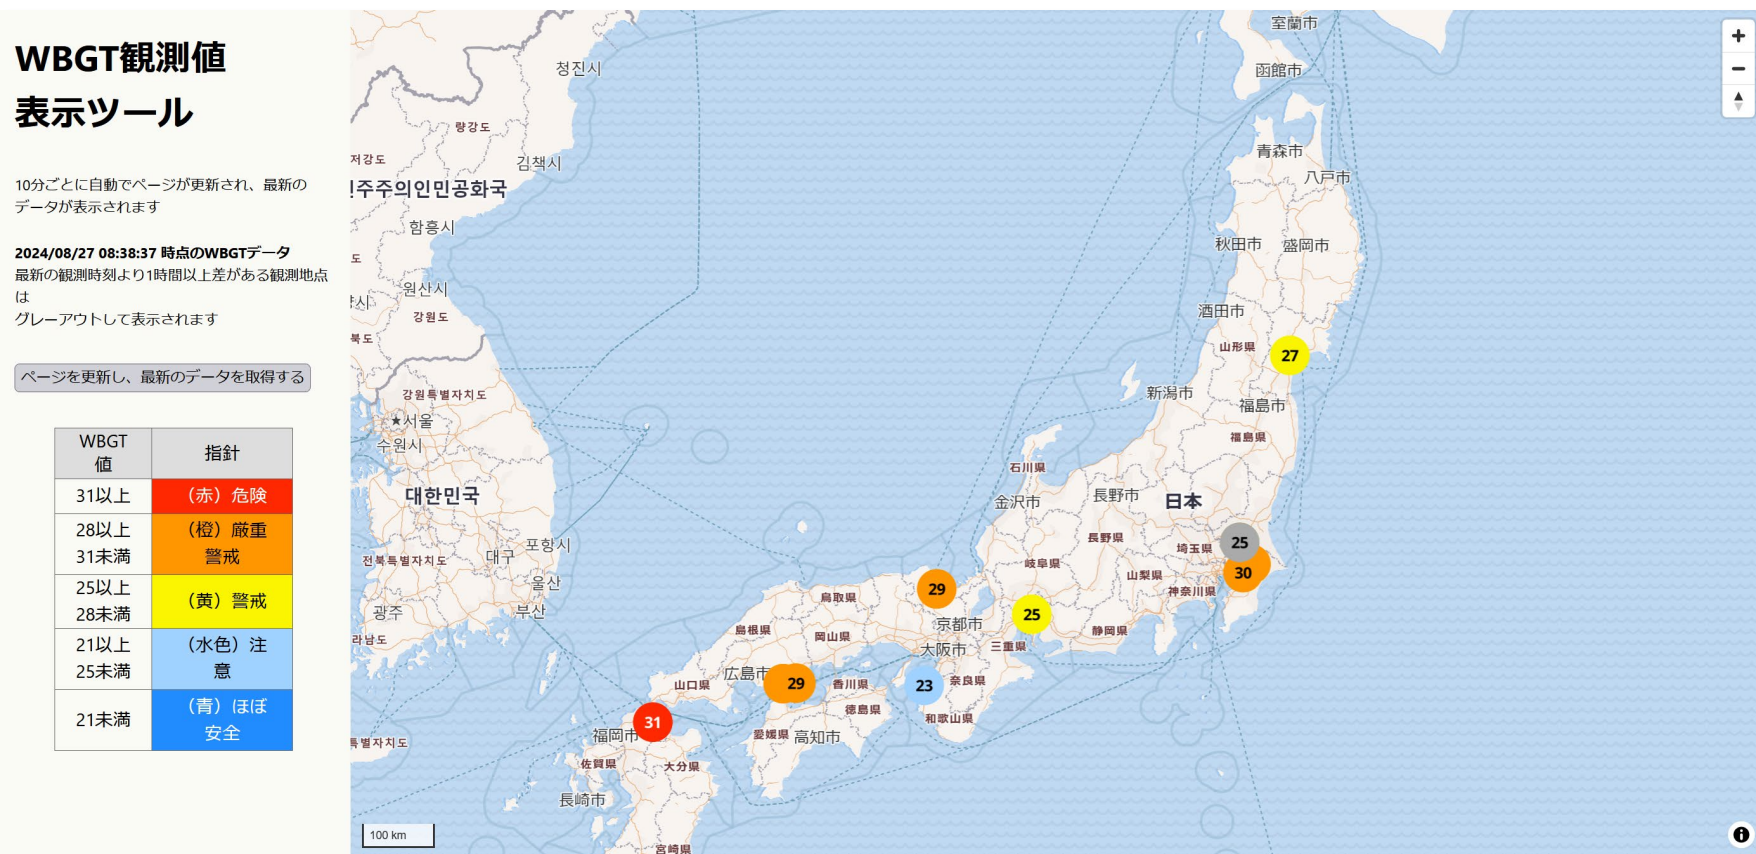 WBGT観測値
表示ツール
10分ごとに自動でページが更新され、最新の
データが表示されます
2024/08/27 08:38:37 時点のWBGTデータ
最新の観測時刻より1時間以上差がある観測地点
は
グレーアウトして表示されます
ページを更新し、最新のデータを取得する
WBGT
値
指針
31以上
（赤）危険
28以上
31未満
（橙）厳重
警戒
25以上
28未満
（黄）警戒
21以上
25未満
（水色）注
意
21未満
（青）ほぼ
安全
室蘭市
函館市
청진시
량강도
김책시
저강도
주주의인민공화국
함흥시
도
원산시
강원도
북도
青森市
八戸市
秋田市
盛岡市
酒田市
山形県
27
新潟市
福島市
福島県
강원특별자치도
★서울
수원시
대한민국
石川県
金沢市
長野市
日本
長野県
埼玉県
25
포항시
대구
전북특별자치도
울산
岐阜県
山梨県
神奈川県
30
광주
부산
라남도
鳥取県
29
京都市
25
静岡県
島根県
岡山県
大阪市
三重県
広島市
29
山口県
香川県
23
奈良県
徳島県
和歌山県
31
福岡市
愛媛県
高知市
특별자치도
佐賀県
大分県
長崎市
宮崎県
100 km